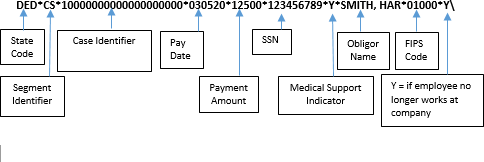 DED*CS*10000000000000000000*030520*12500*123456789*Y*SMITH, HAR*01000*Y\
State Code
Case Identifier
Pay Date
SSN
Obligor Name
FIPS Code
Segment Identifier
Payment Amount
Medical Support Indicator
Y = if employee no longer works at company